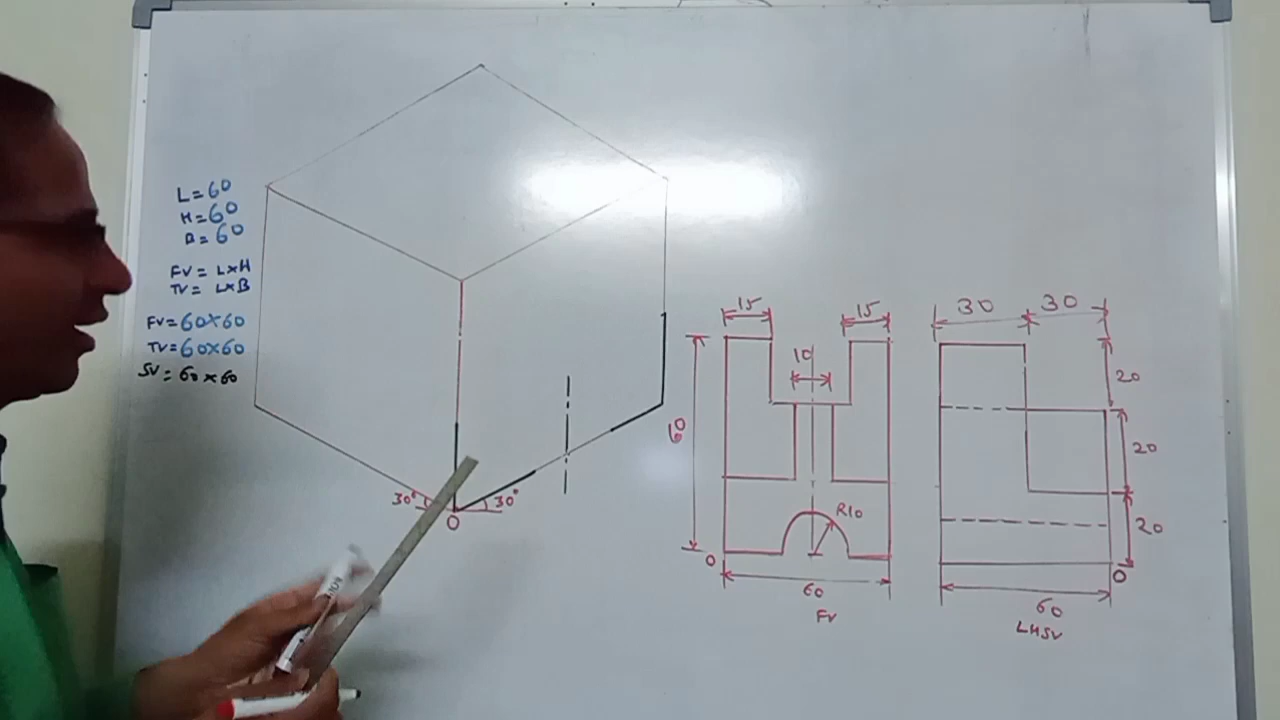 L = 60
H = 60
B = 60
FV = L×H
TV = L×B
FV = 60×60
TV = 60×60
SV = 60×60
30°
30°
O
15
15
10
60
R10
O
60
FV
30
30
20
20
20
O
60
LHSV